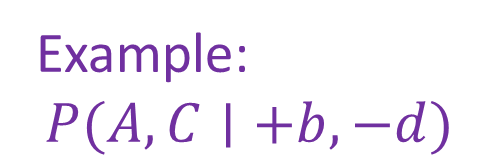 Example:
P(A, C | +b, −d)